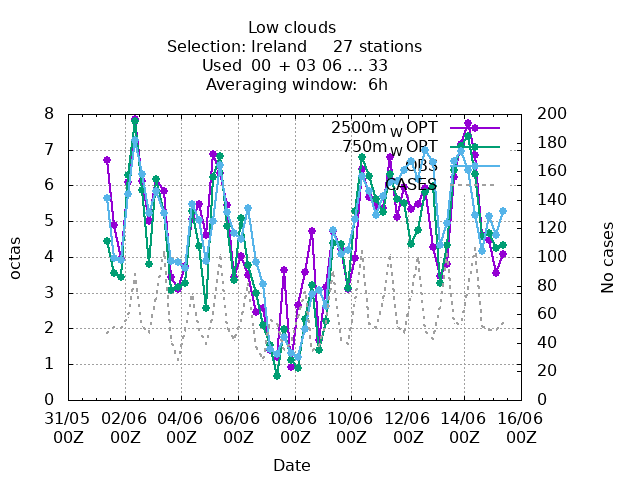 Low clouds
Selection: Ireland 27 stations
Used 00 + 03 06 ... 33
Averaging window: 6h
2500m W OPT
750m W OPT
OBS
CASES
octas
8
7
6
5
4
3
2
1
0
No cases
200
180
160
140
120
100
80
60
40
20
0
31/05 02/06 04/06 06/06 08/06 10/06 12/06 14/06 16/06
00Z 00Z 00Z 00Z 00Z 00Z 00Z 00Z 00Z
Date